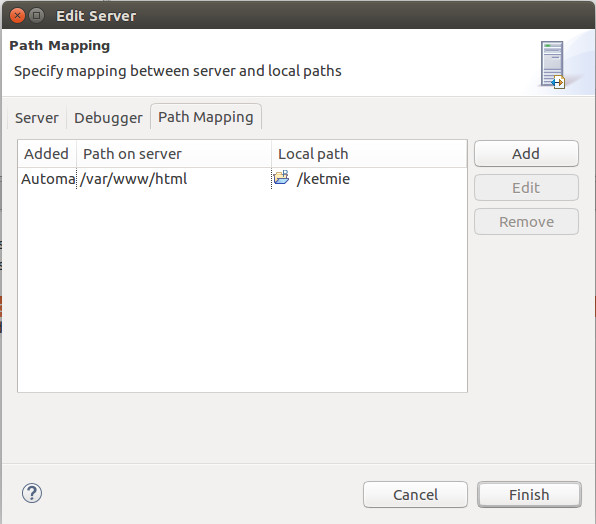 Edit Server
Path Mapping
Specify mapping between server and local paths
Server Debugger Path Mapping
Added Path on server Local path
Automa /var/www/html /ketmie
Add
Edit
Remove
?
Cancel Finish